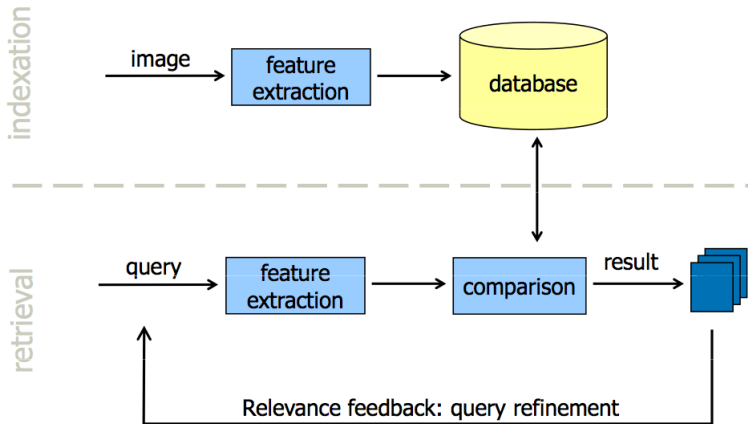 indexation
image
feature
extraction
database
retrieval
query
feature
extraction
comparison
result
Relevance feedback: query refinement